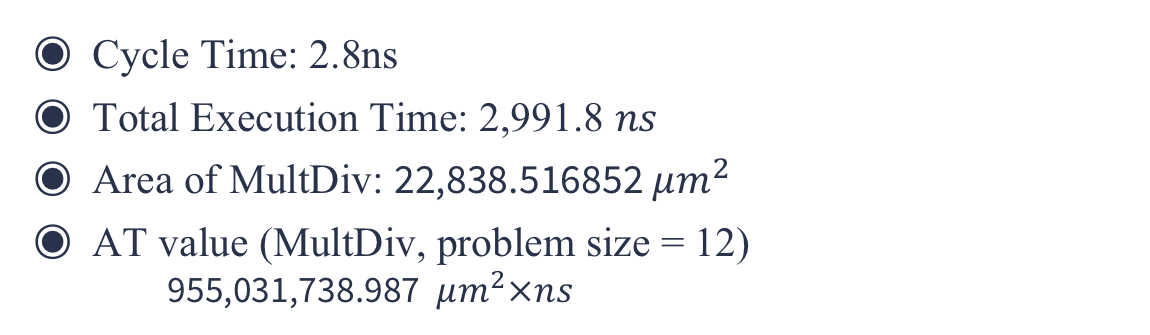 ◉ Cycle Time: 2.8ns
◉ Total Execution Time: 2,991.8 ns
◉ Area of MultDiv: 22,838.516852 μm²
◉ AT value (MultDiv, problem size = 12)
955,031,738.987 μm²×ns